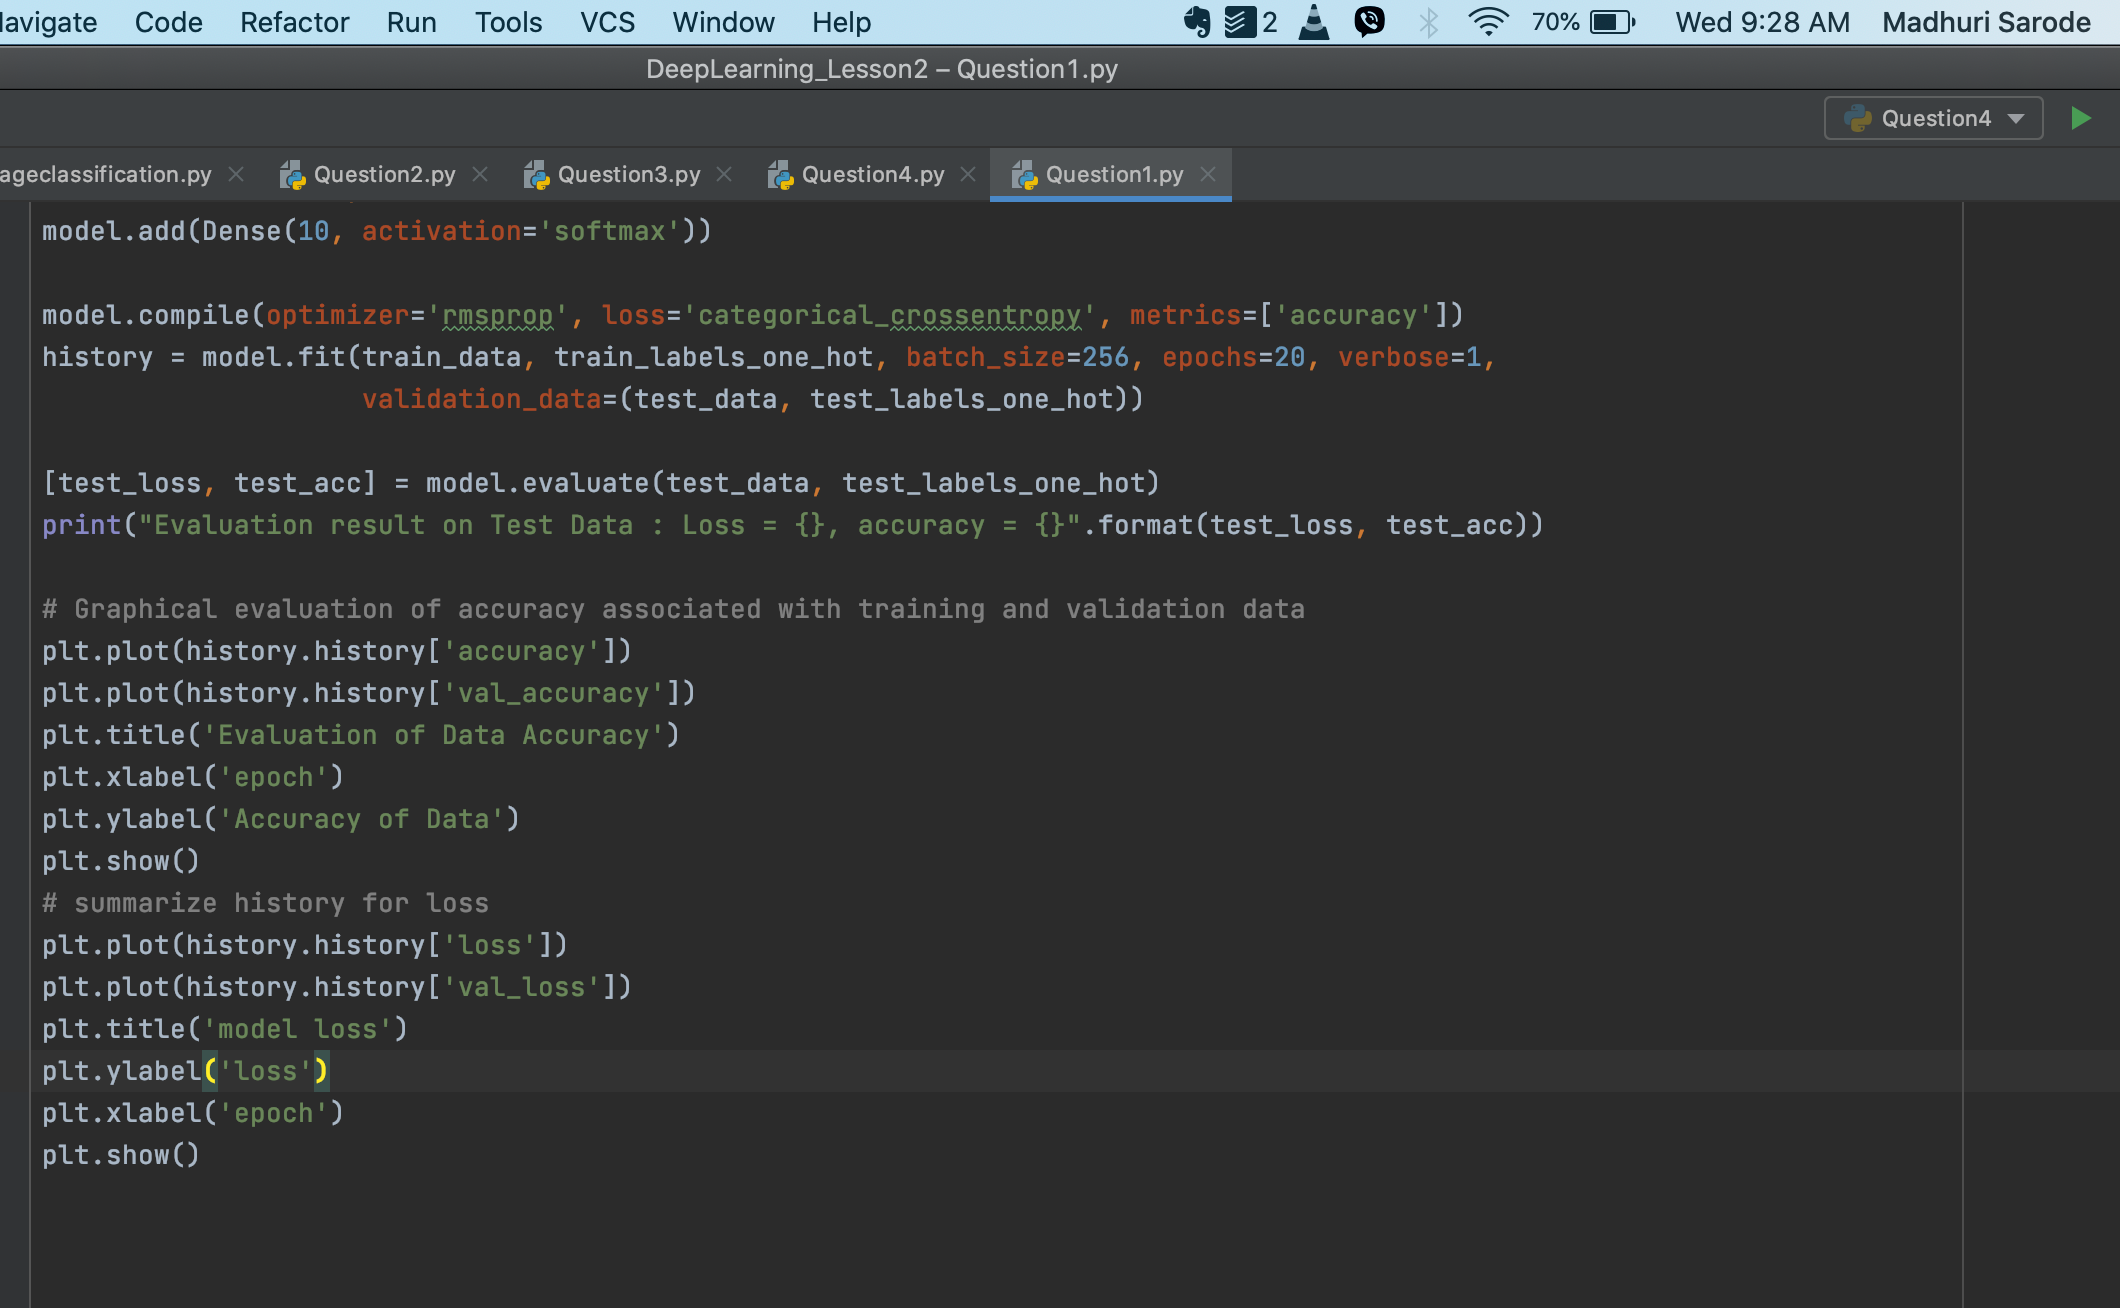 Code Refactor Run Tools VCS Window Help 2 70% Wed 9:28 AM Madhuri Sarode
DeepLearning_Lesson2 – Question1.py
Question4
ageclassification.py Question2.py Question3.py Question4.py Question1.py
model.add(Dense(10, activation='softmax'))
model.compile(optimizer='rmsprop', loss='categorical_crossentropy', metrics=['accuracy'])
history = model.fit(train_data, train_labels_one_hot, batch_size=256, epochs=20, verbose=1,
validation_data=(test_data, test_labels_one_hot))
[test_loss, test_acc] = model.evaluate(test_data, test_labels_one_hot)
print("Evaluation result on Test Data : Loss = {}, accuracy = {}".format(test_loss, test_acc))
# Graphical evaluation of accuracy associated with training and validation data
plt.plot(history.history['accuracy'])
plt.plot(history.history['val_accuracy'])
plt.title('Evaluation of Data Accuracy')
plt.xlabel('epoch')
plt.ylabel('Accuracy of Data')
plt.show()
# summarize history for loss
plt.plot(history.history['loss'])
plt.plot(history.history['val_loss'])
plt.title('model loss')
plt.ylabel('loss')
plt.xlabel('epoch')
plt.show()